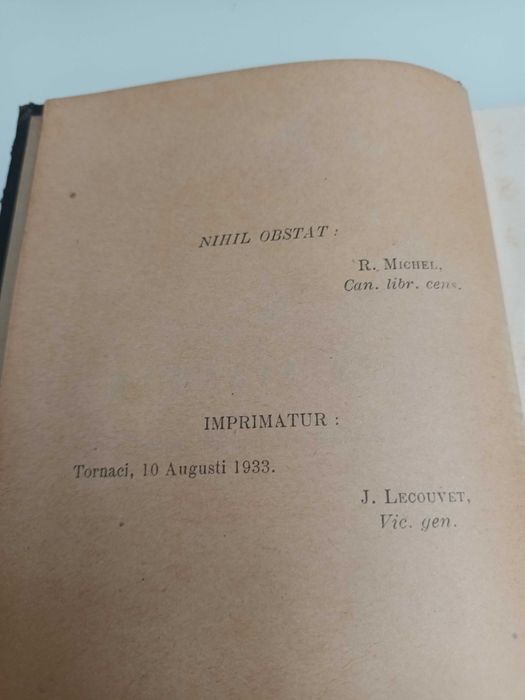 NIHIL OBSTAT :
R. MICHEL,
Can. libr. cens.
IMPRIMATUR :
Tornaci, 10 Augusti 1933.
J. LECOUVET,
Vic. gen.